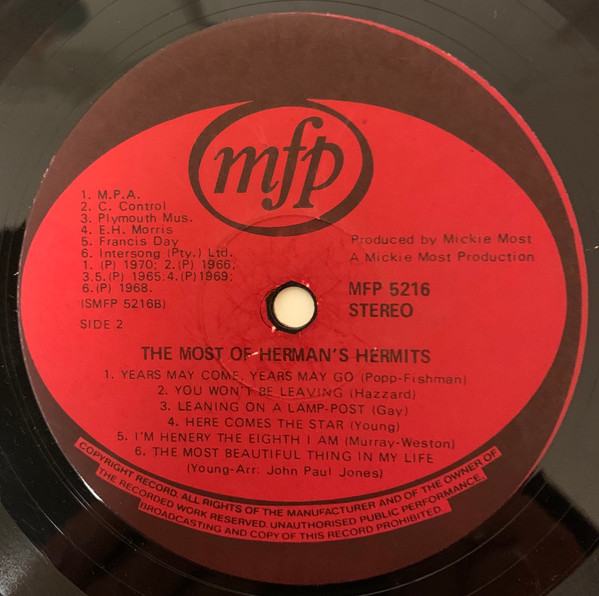 mfp
1. M.P.A.
2. C. Control
3. Plymouth Mus.
4. E.H. Morris
5. Francis Day
6. Intersong (Pty.) Ltd.
1. (P) 1970; 2.(P) 1966,
3.5.(P) 1965; 4.(P) 1969;
6.(P) 1968.
(SMFP 5216B)
SIDE 2
Produced by Mickie Most
A Mickie Most Production
MFP 5216
STEREO
THE MOST OF HERMAN'S HERMITS
1. YEARS MAY COME, YEARS MAY GO (Popp-Fishman)
2. YOU WON'T BE LEAVING (Hazzard)
3. LEANING ON A LAMP-POST (Gay)
4. HERE COMES THE STAR (Young)
5. I'M HENERY THE EIGHTH I AM (Murray-Weston)
6. THE MOST BEAUTIFUL THING IN MY LIFE
(Young-Arr: John Paul Jones)
COPYRIGHT RECORD. ALL RIGHTS OF THE MANUFACTURER AND OF THE OWNER OF
THE RECORDED WORK RESERVED. UNAUTHORISED PUBLIC PERFORMANCE,
BROADCASTING AND COPY OF THIS RECORD PROHIBITED